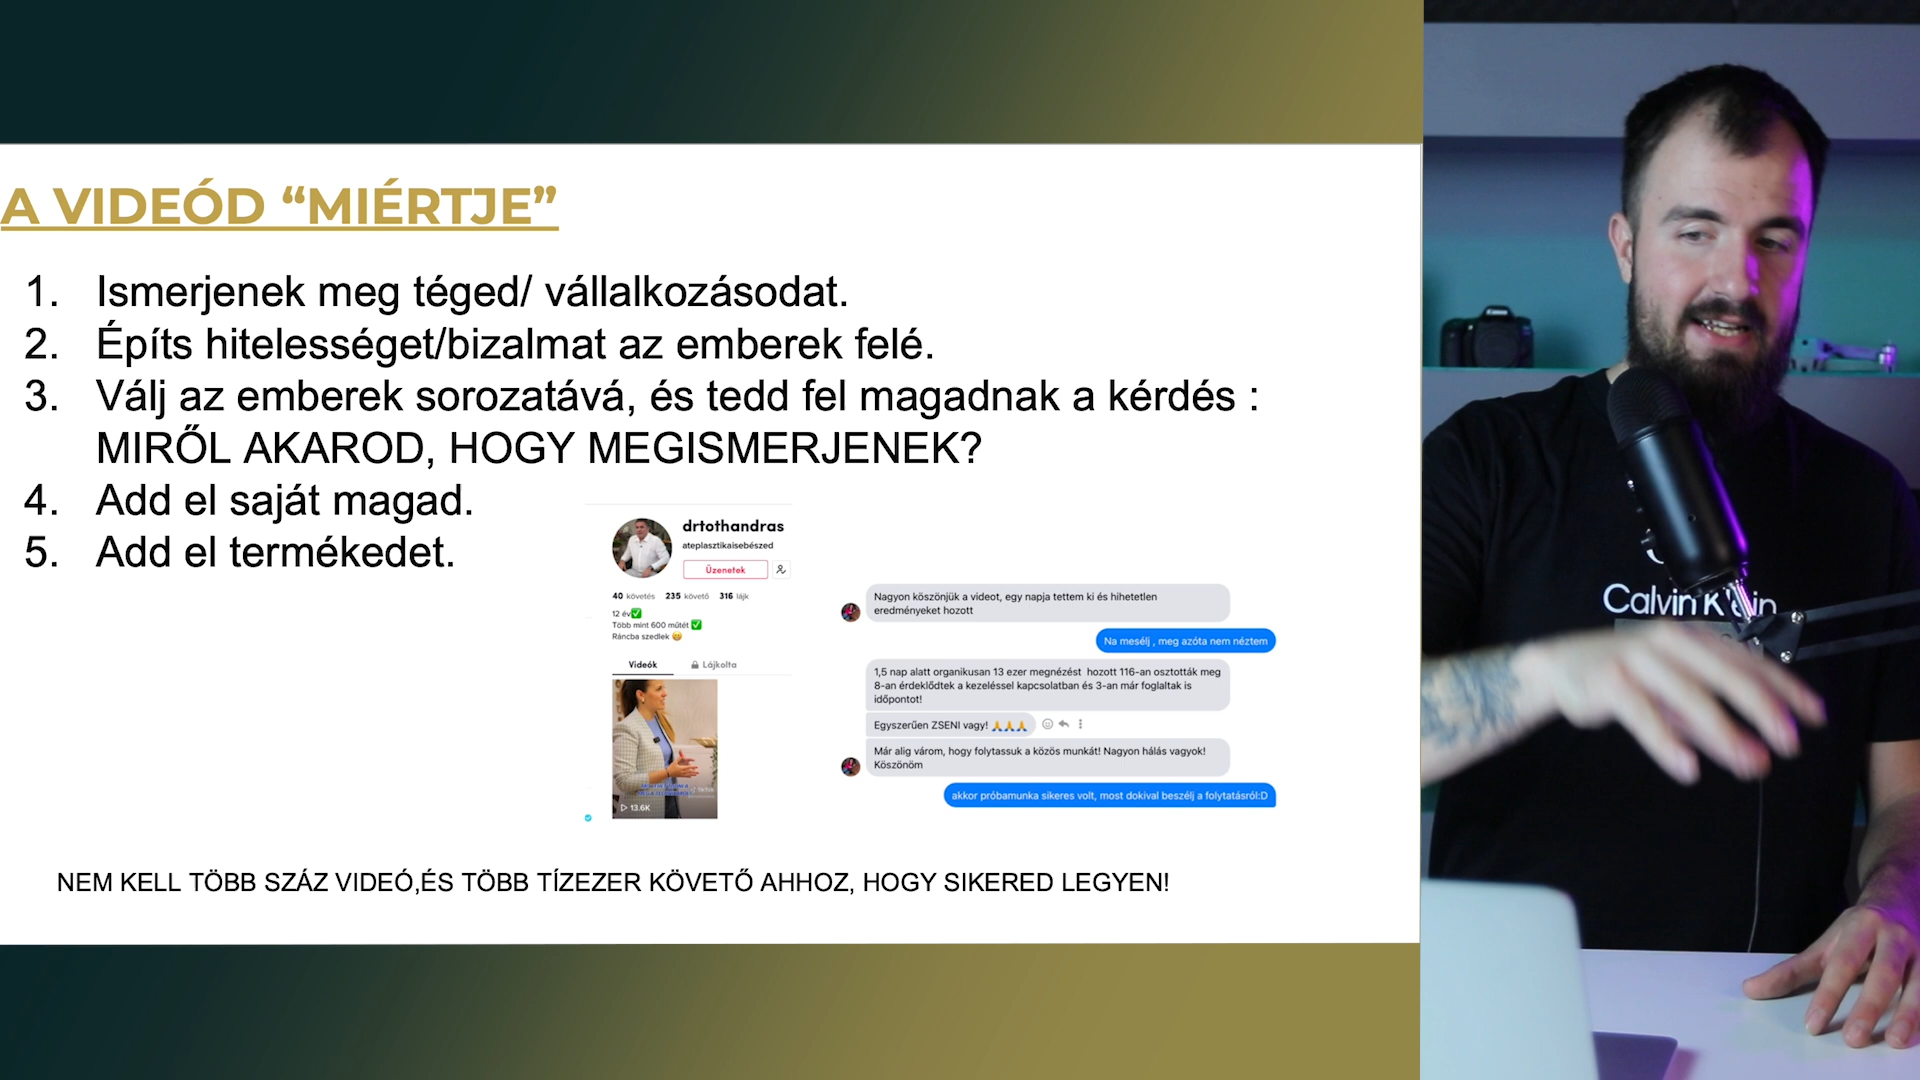 A VIDEÓD “MIÉRTJE”
1. Ismerjenek meg téged/ vállalkozásodat.
2. Építs hitelességet/bizalmat az emberek felé.
3. Válj az emberek sorozatává, és tedd fel magadnak a kérdés :
MIRŐL AKAROD, HOGY MEGISMERJENEK?
4. Add el saját magad.
5. Add el termékedet.
drtothandras
ateplasztikaisebészed
Üzenetek
40 követés 235 követő 316 lájk
12 év✅
Több mint 600 műtét ✅
Ráncba szedlek
Videók Lájkolta
13.6K
Nagyon köszönjük a videot, egy napja tettem ki és hihetetlen
eredményeket hozott
Na mesélj , meg azóta nem néztem
1,5 nap alatt organikusan 13 ezer megnézést hozott 116-an osztották meg
8-an érdeklődtek a kezeléssel kapcsolatban és 3-an már foglaltak is
időpontot!
Egyszerűen ZSENI vagy! 🙏🙏🙏
Már alig várom, hogy folytassuk a közös munkát! Nagyon hálás vagyok!
Köszönöm
akkor próbamunka sikeres volt, most dokival beszélj a folytatásról:D
NEM KELL TÖBB SZÁZ VIDEÓ,ÉS TÖBB TÍZEZER KÖVETŐ AHHOZ, HOGY SIKERED LEGYEN!
Calvin K